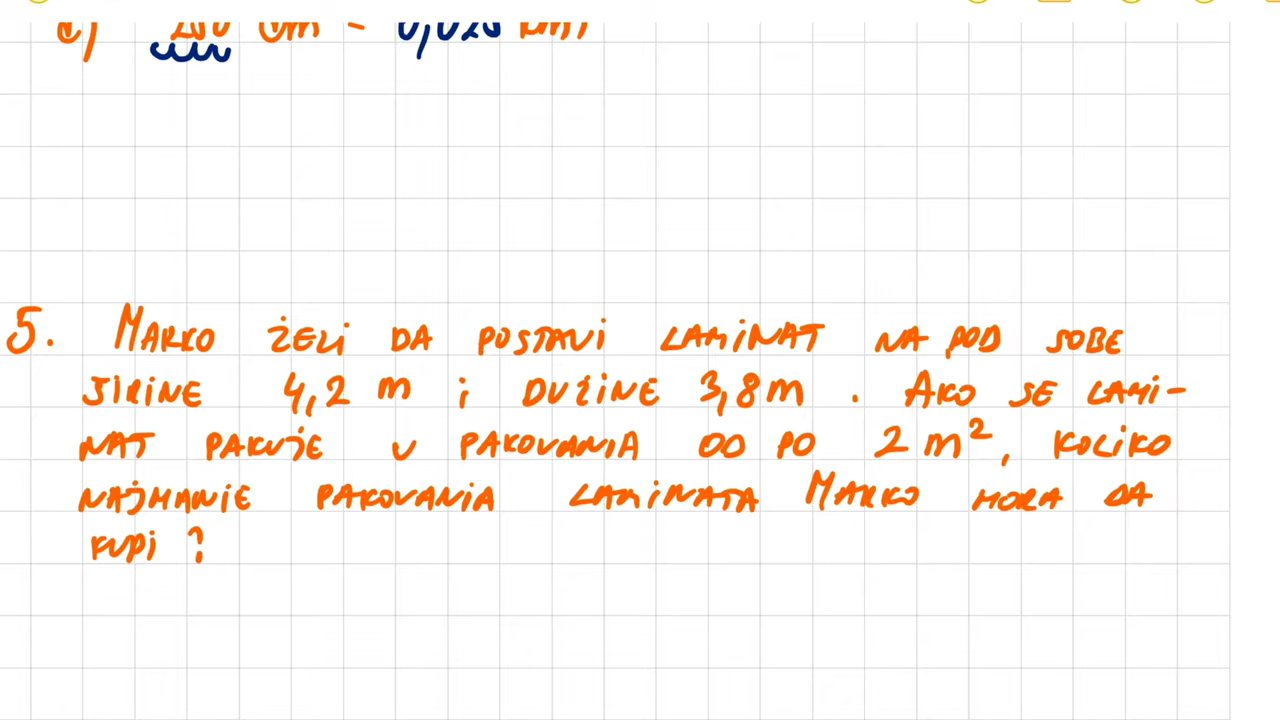 5. MARKO ŽELI DA POSTAVI LAMINAT NA POD SOBE
ŠIRINE 4,2 m i DUŽINE 3,8 m . AKO SE LAMI-
NAT PAKUJE U PAKOVANJA OD PO 2 m², KOLIKO
NAJMANJE PAKOVANJA LAMINATA MARKO MORA DA
KUPI ?